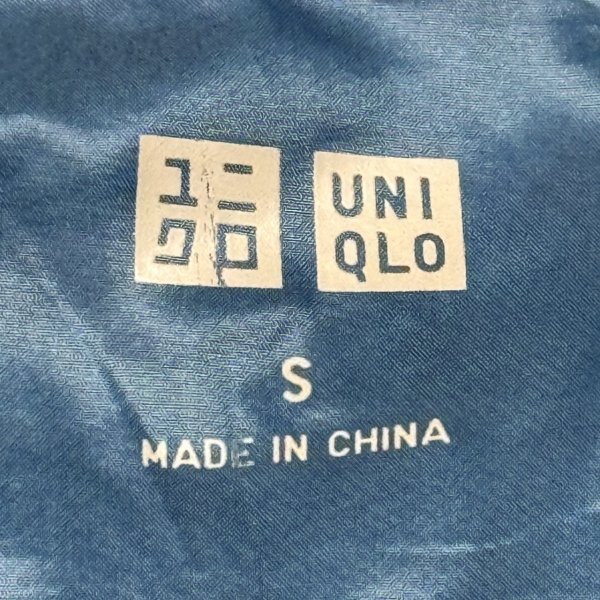 ユニ
クロ
UNI
QLO
S
MADE IN CHINA